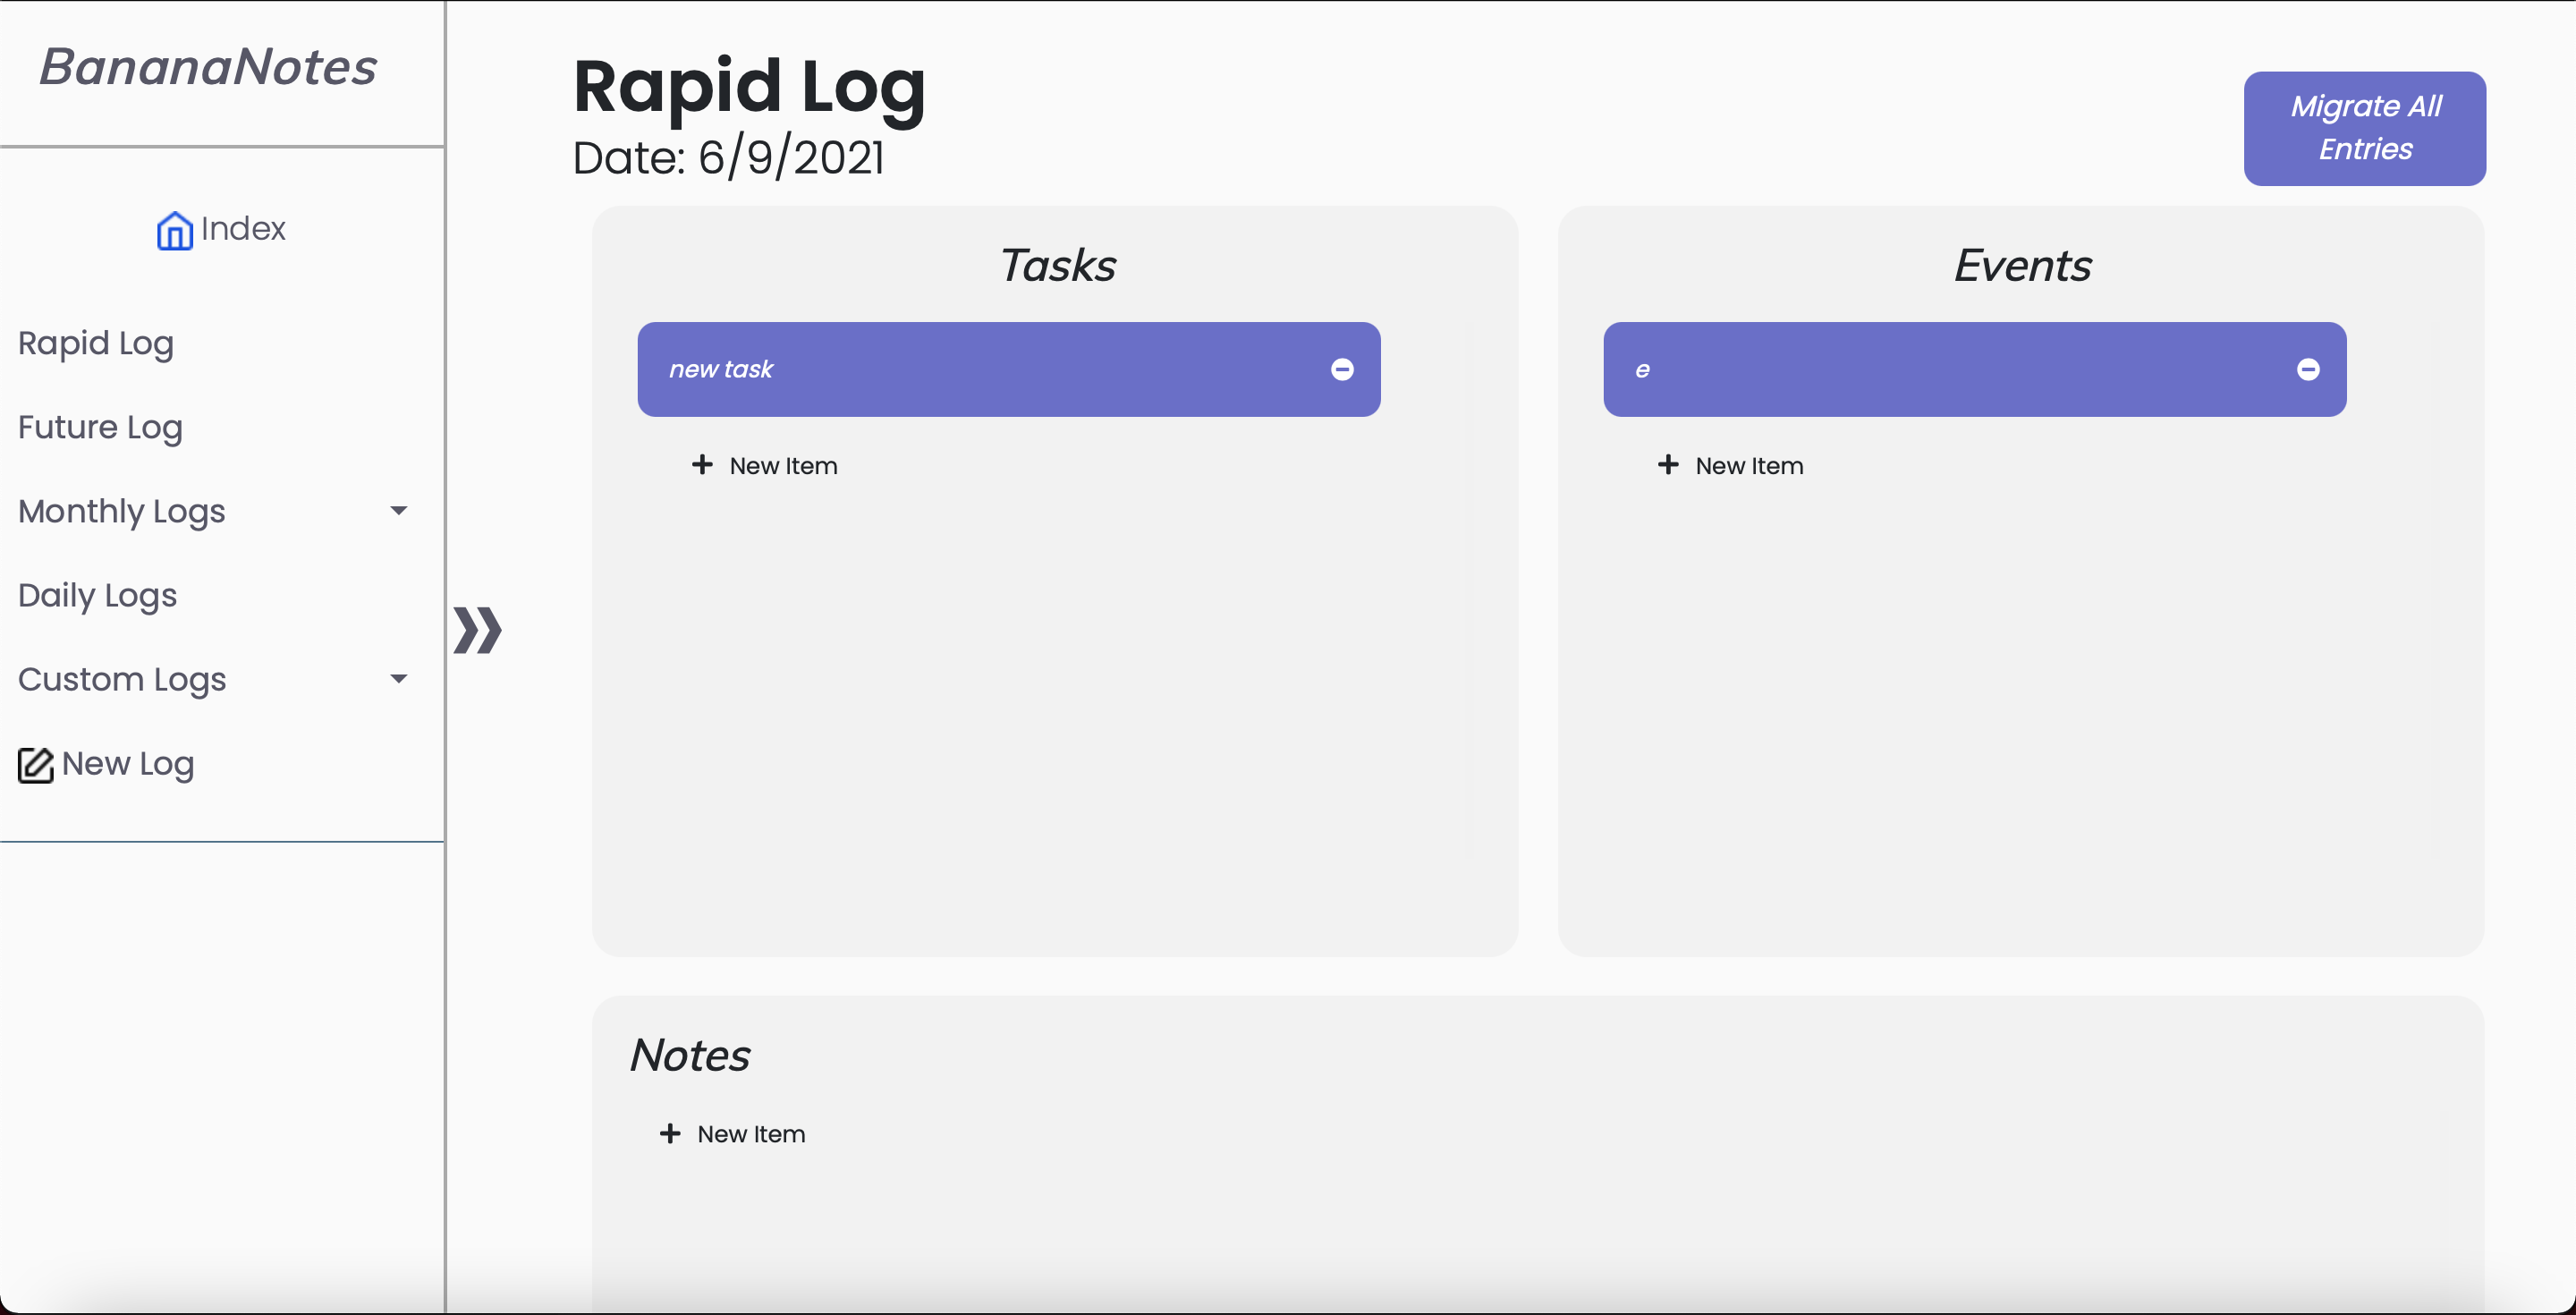 BananaNotes
Index
Rapid Log
Future Log
Monthly Logs
Daily Logs
Custom Logs
New Log
Rapid Log
Date: 6/9/2021
Migrate All
Entries
Tasks
new task
New Item
Events
e
New Item
Notes
New Item